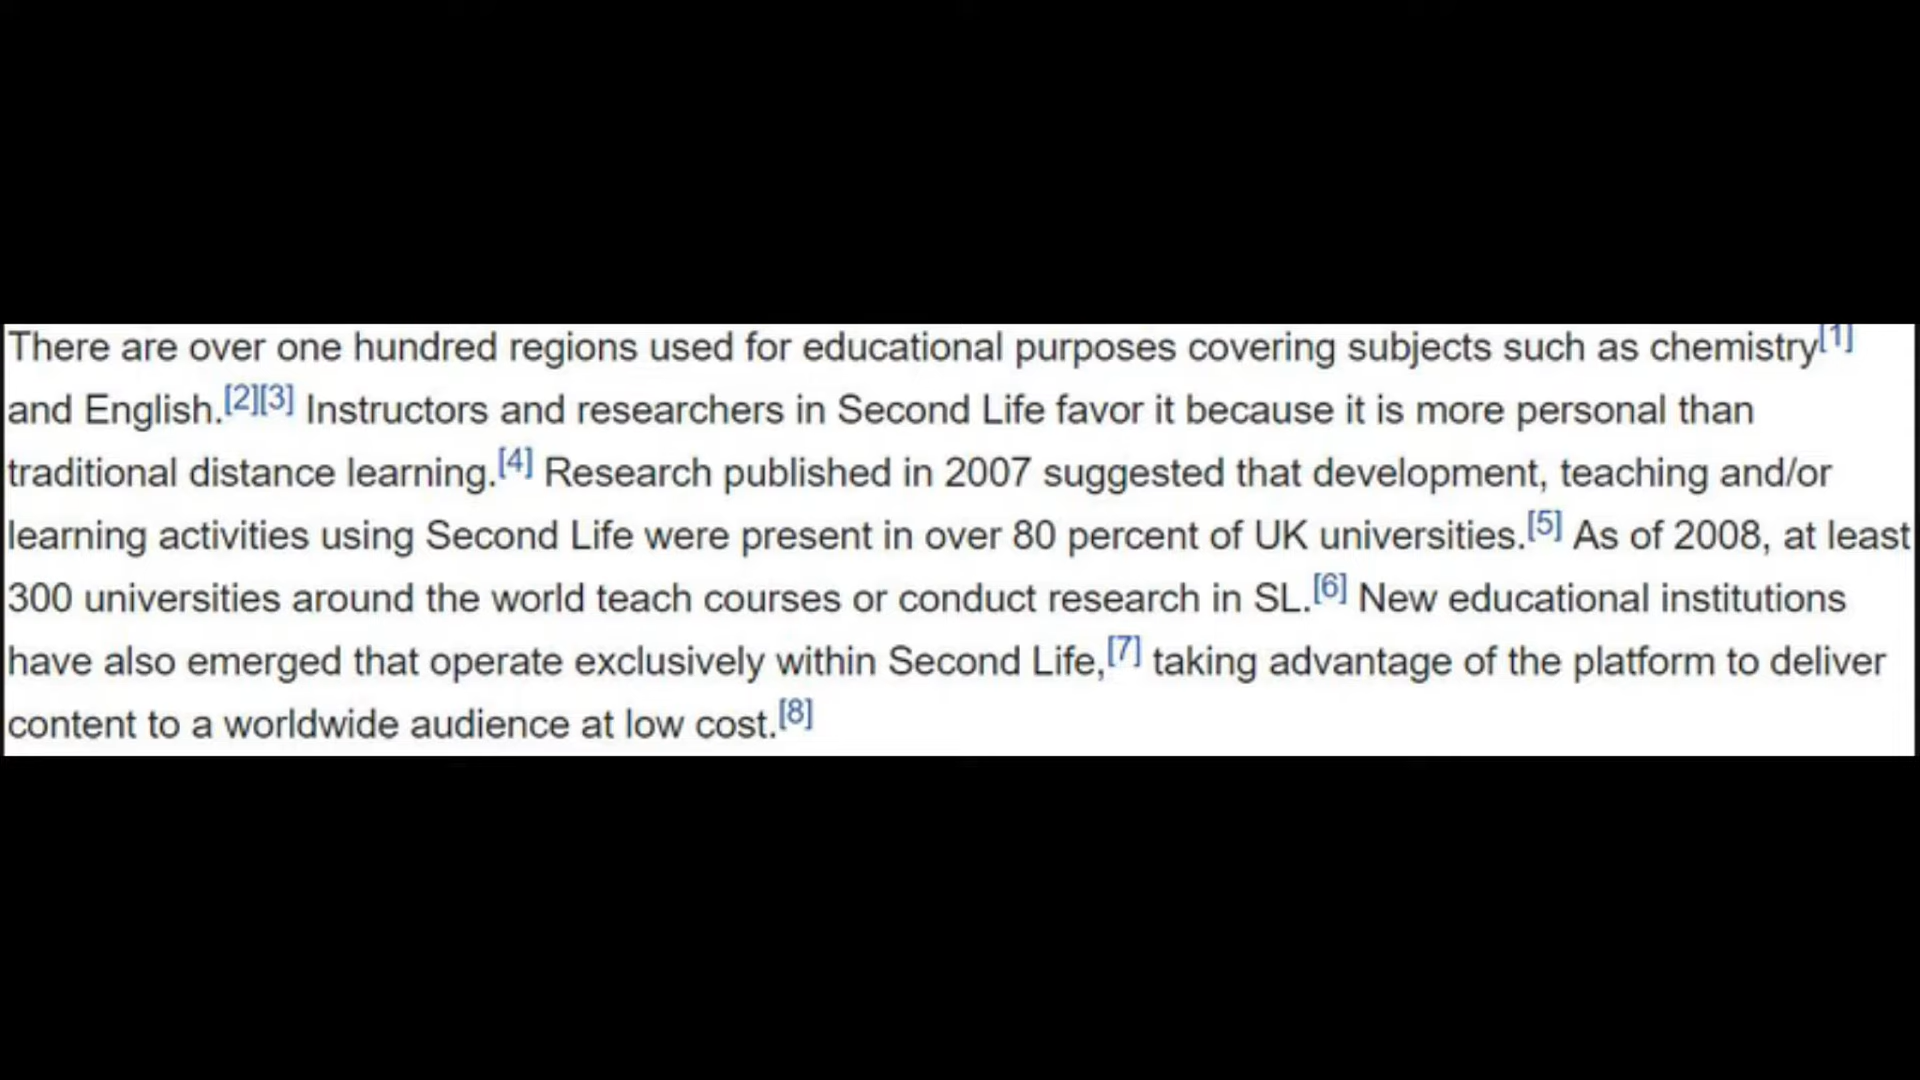 There are over one hundred regions used for educational purposes covering subjects such as chemistry[1]
and English.[2][3] Instructors and researchers in Second Life favor it because it is more personal than
traditional distance learning.[4] Research published in 2007 suggested that development, teaching and/or
learning activities using Second Life were present in over 80 percent of UK universities.[5] As of 2008, at least
300 universities around the world teach courses or conduct research in SL.[6] New educational institutions
have also emerged that operate exclusively within Second Life,[7] taking advantage of the platform to deliver
content to a worldwide audience at low cost.[8]